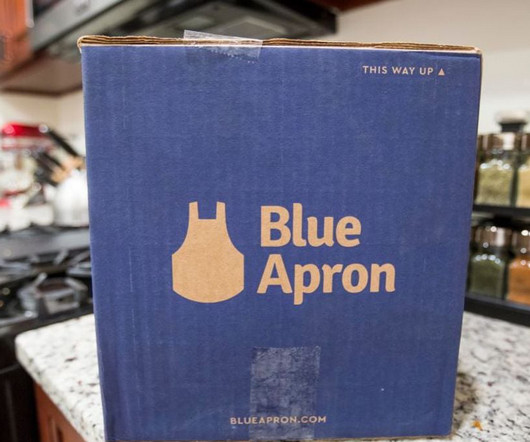 THIS WAY UP ▲
Blue
Apron
BLUEAPRON.COM